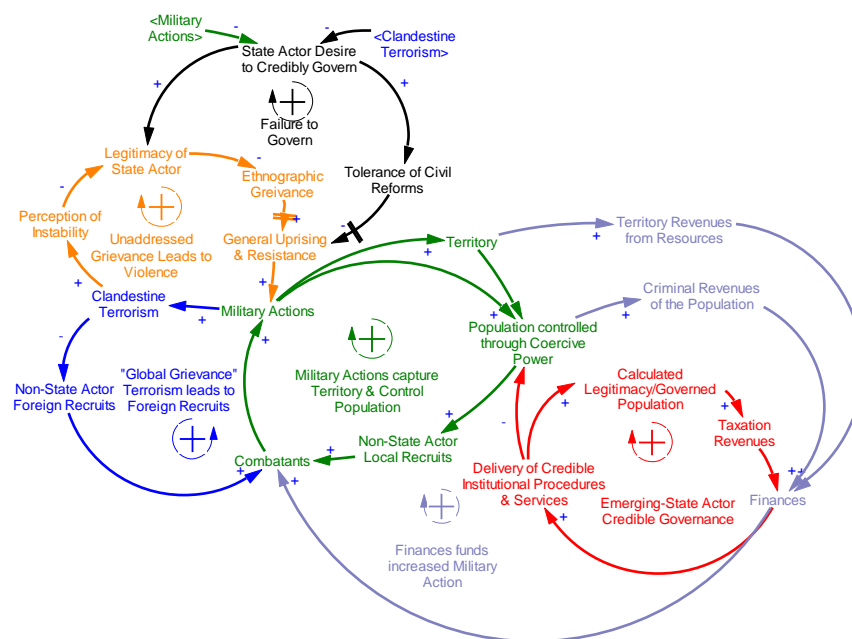 <Military
Actions>
-
-
<Clandestine
Terrorism>
State Actor Desire
to Credibly Govern
+
+
Failure to
Govern
Legitimacy of
State Actor
-
Ethnographic
Greivance
Tolerance of Civil
Reforms
-
Perception of
Instability
+
-
Unaddressed
Grievance Leads to
Violence
General Uprising
& Resistance
Territory
+
+
Territory Revenues
from Resources
+
Clandestine
Terrorism
+
Military Actions
+
+
+
Criminal Revenues
of the Population
+
Population controlled
through Coercive
Power
-
+
Military Actions capture
Territory & Control
Population
Non-State Actor
Foreign Recruits
"Global Grievance"
Terrorism leads to
Foreign Recruits
Calculated
Legitimacy/Governed
Population
+
+
Taxation
Revenues
-
+
Non-State Actor
Local Recruits
+
Combatants
+
+
Delivery of Credible
Institutional Procedures
& Services
+
Emerging-State Actor
Credible Governance
++
Finances
Finances funds
increased Military
Action